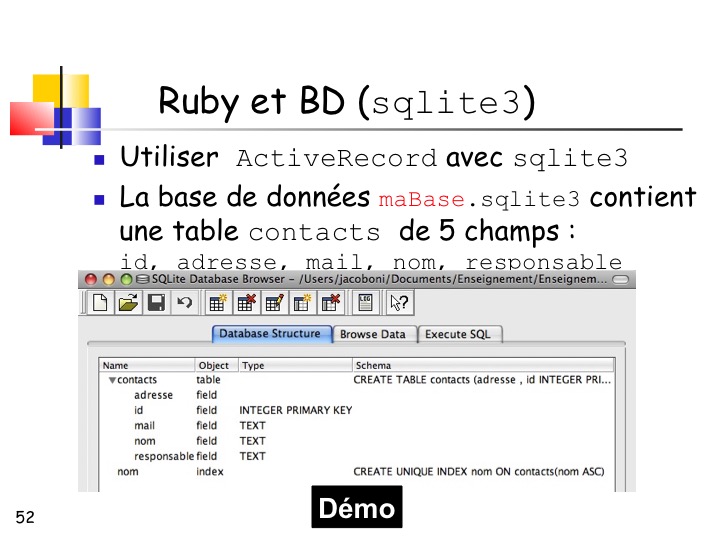 Ruby et BD (sqlite3)
Utiliser ActiveRecord avec sqlite3
La base de données maBase.sqlite3 contient
une table contacts de 5 champs :
id, adresse, mail, nom, responsable
SQLite Database Browser - /Users/jacoboni/Documents/Enseignement/Enseignem...
LOG
?
Database Structure Browse Data Execute SQL
Name Object Type Schema
contacts table CREATE TABLE contacts (adresse , id INTEGER PRI...
adresse field
id field INTEGER PRIMARY KEY
mail field TEXT
nom field TEXT
responsable field TEXT
nom index CREATE UNIQUE INDEX nom ON contacts(nom ASC)
Démo
52